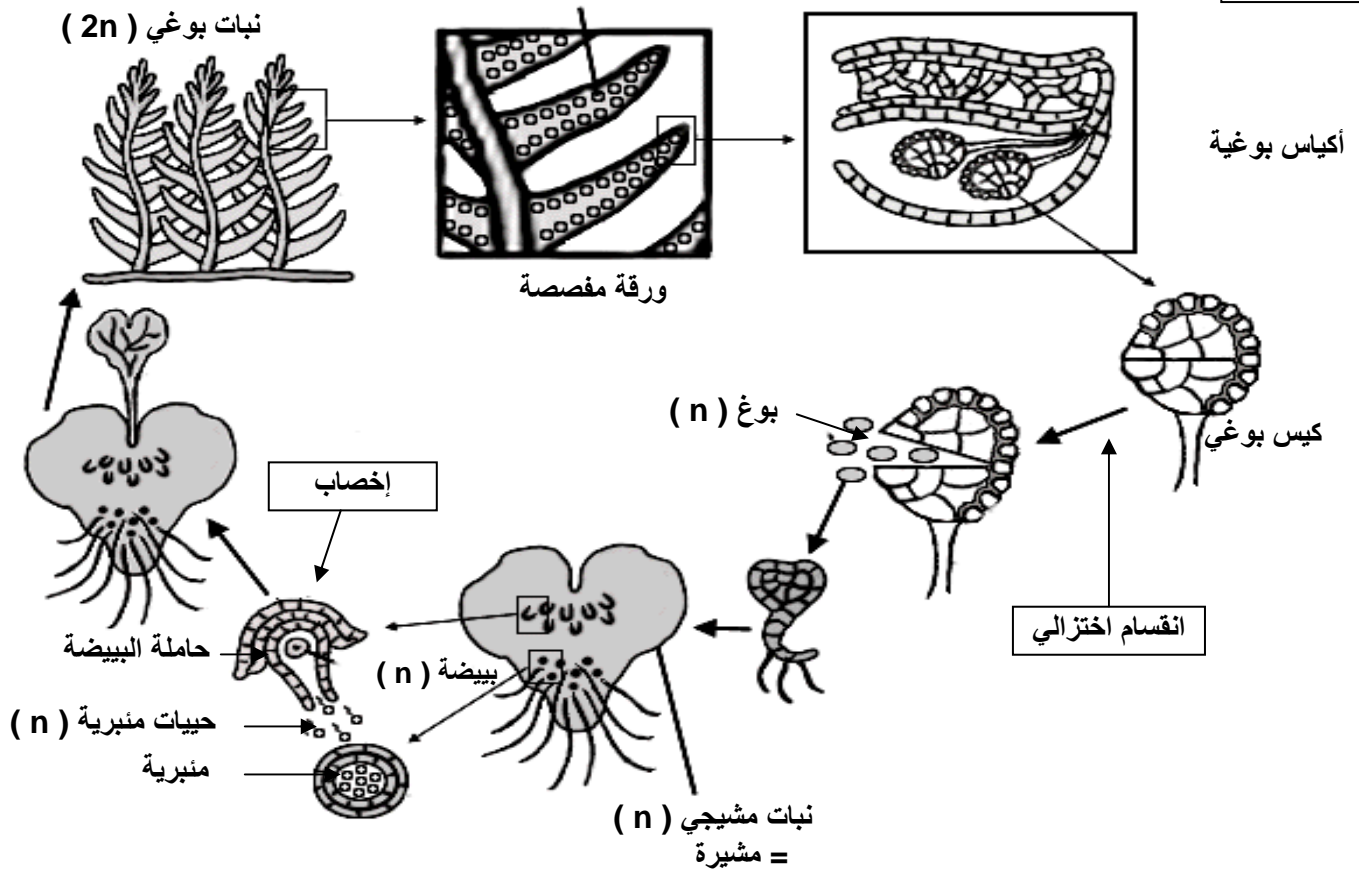 نبات بوغي ( 2n )
أكياس بوغية
ورقة مفصصة
بوغ ( n )
كيس بوغي
إخصاب
انقسام اختزالي
حاملة البييضة
بييضة ( n )
حييات مئبرية ( n )
مئبرية
نبات مشيجي ( n )
= مشيرة